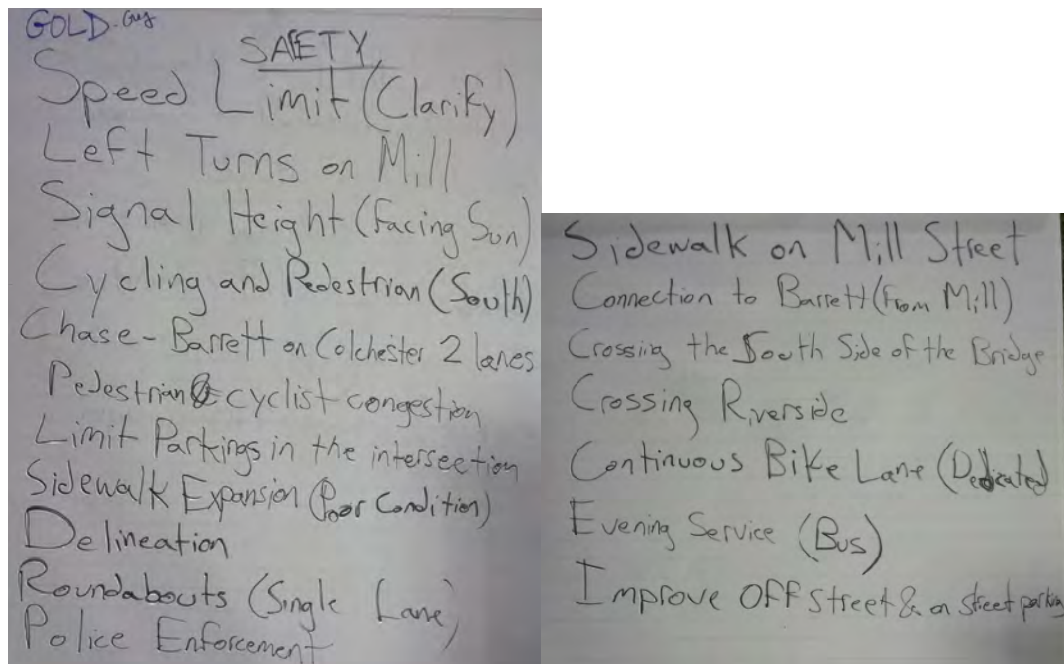 GOLD. Guy
SAFETY
Speed Limit (Clarify)
Left Turns on Mill
Signal Height (Facing Sun)
Cycling and Pedestrian (South)
Chase-Barrett on Colchester 2 lanes
Pedestrian & cyclist congestion
Limit Parkings in the intersection
Sidewalk Expansion (Poor Condition)
Delineation
Roundabouts (Single Lane)
Police Enforcement
Sidewalk on Mill Street
Connection to Barrett (From Mill)
Crossing the South Side of the Bridge
Crossing Riverside
Continuous Bike Lane (Dedicated
Evening Service (Bus)
Improve Off street & on street parking